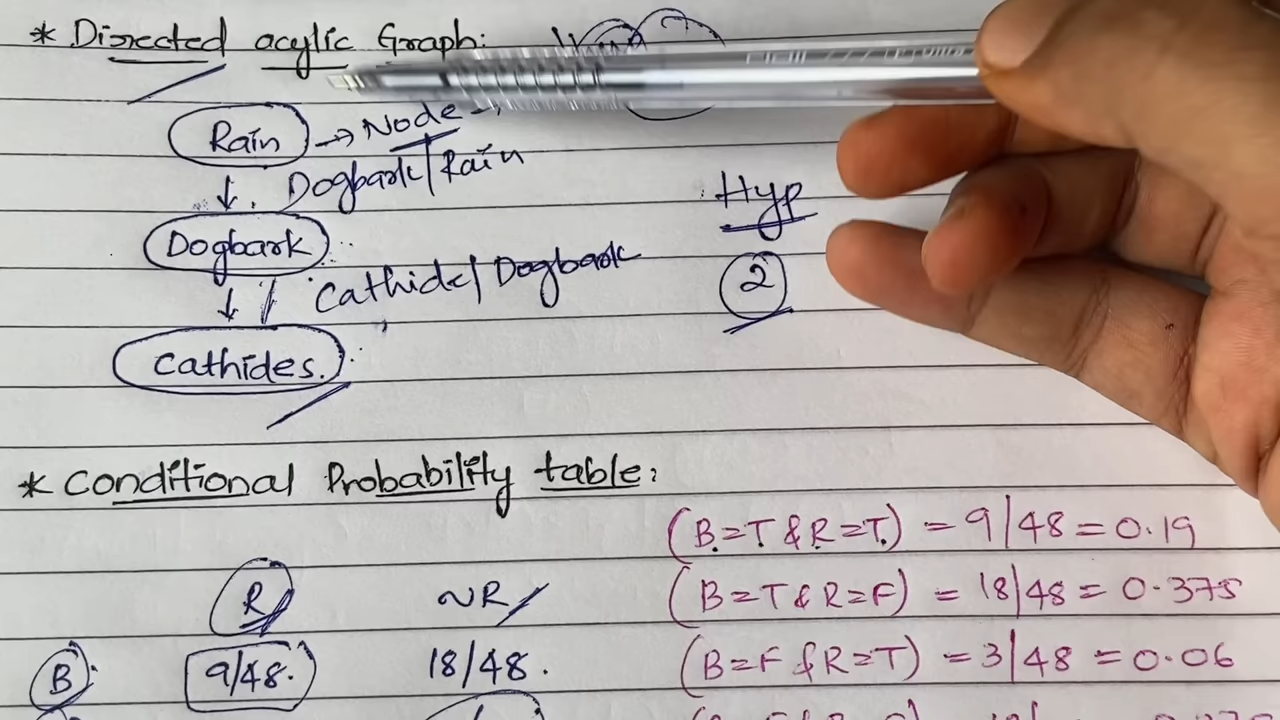 * Directed acylic Graph:
Rain → Node →
↓ Dogbark/Rain
Hyp
Dogbark
Cathide/Dogbark
2
↓
Cathides.
* Conditional Probability table:
(B=T & R=T) = 9/48 = 0.19
R ~R
(B=T & R=F) = 18/48 = 0.375
B 9/48. 18/48.
(B=F & R=T) = 3/48 = 0.06